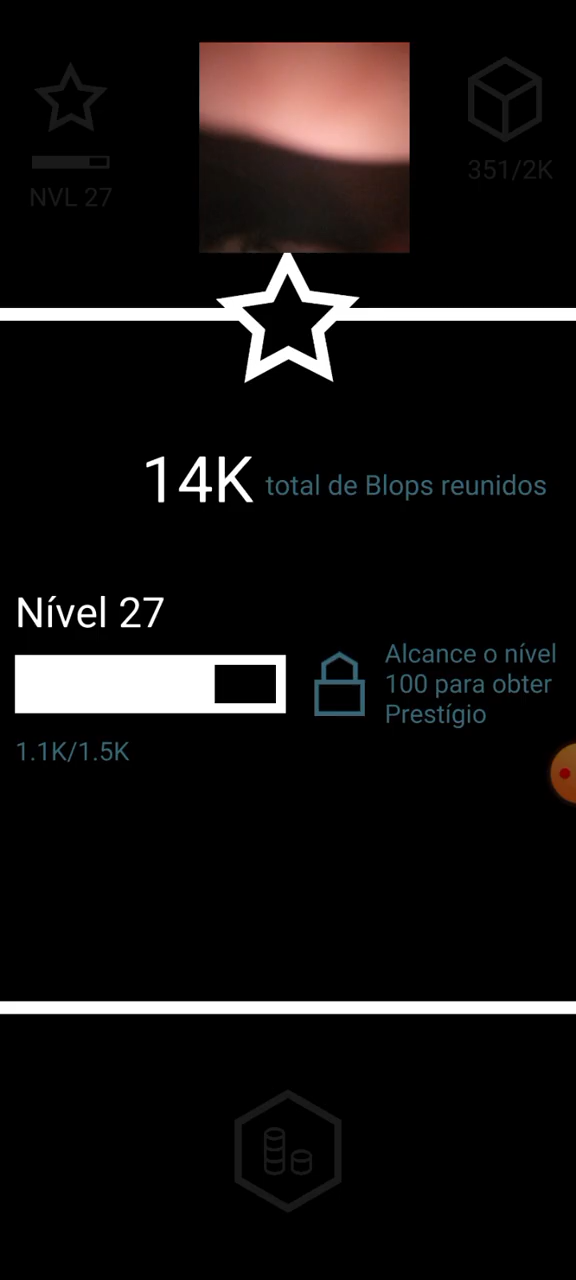 NVL 27
351/2K
14K total de Blops reunidos
Nível 27
Alcance o nível
100 para obter
Prestígio
1.1K/1.5K